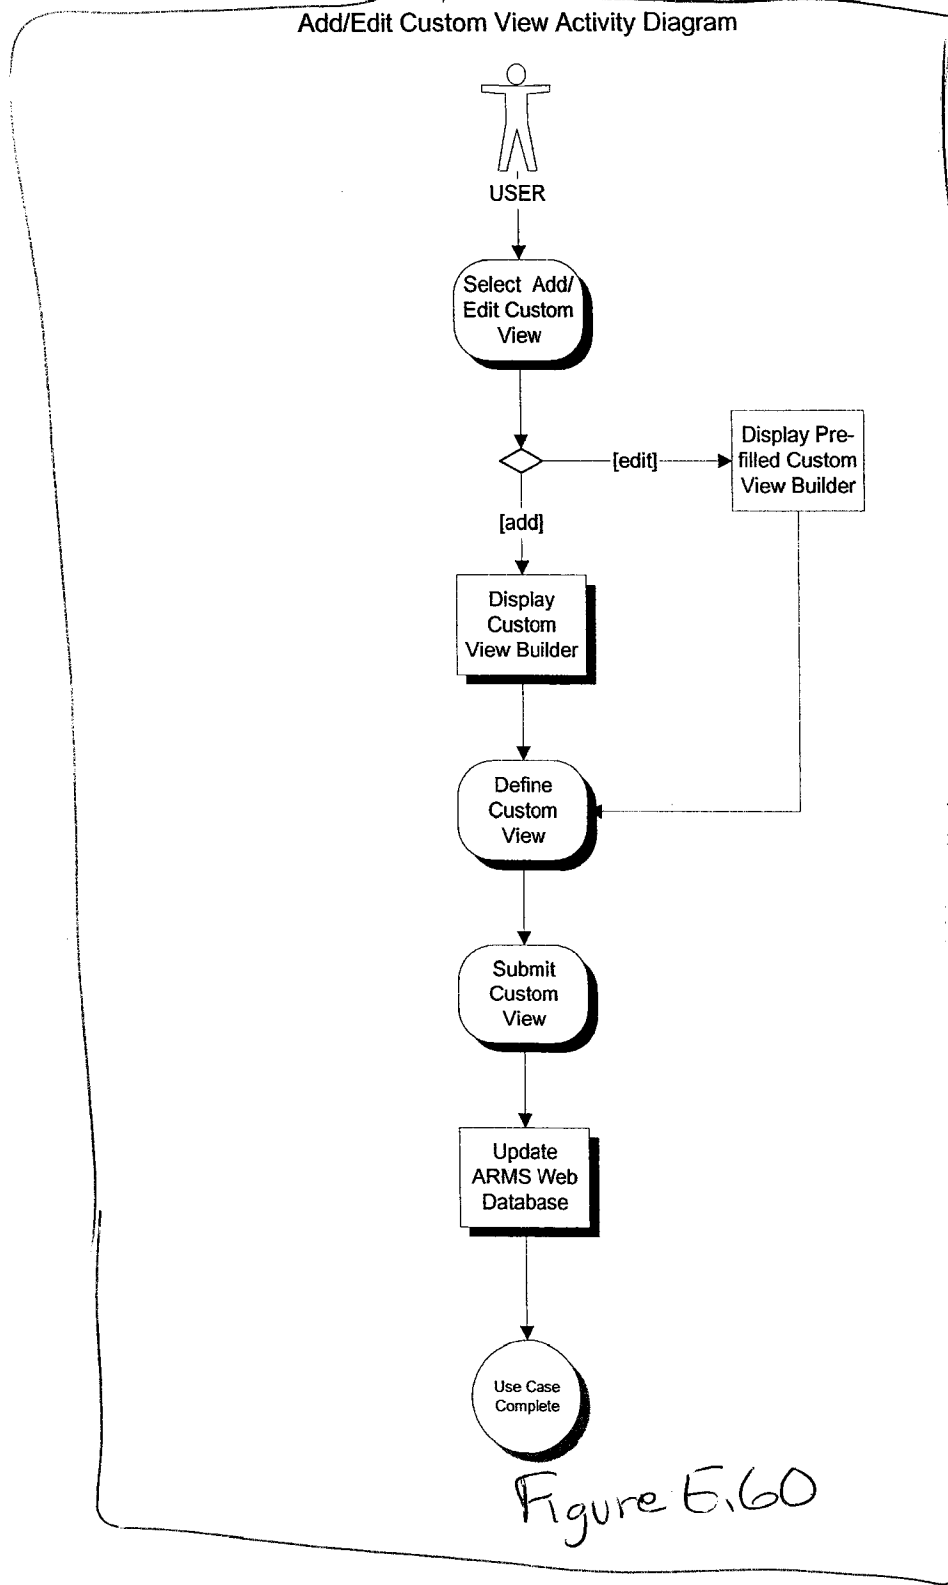 Add/Edit Custom View Activity Diagram
USER
Select Add/
Edit Custom
View
[edit]
Display Pre-
filled Custom
View Builder
[add]
Display
Custom
View Builder
Define
Custom
View
Submit
Custom
View
Update
ARMS Web
Database
Use Case
Complete
Figure E.60